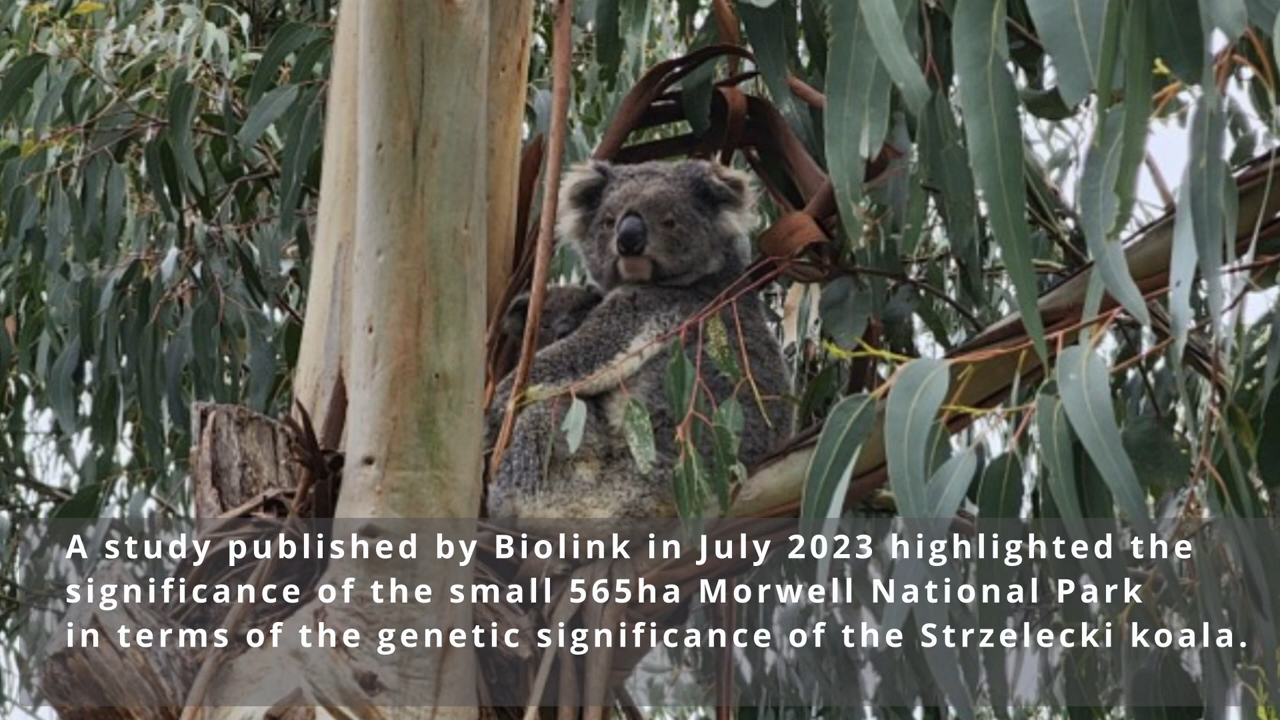 A study published by Biolink in July 2023 highlighted the
significance of the small 565ha Morwell National Park
in terms of the genetic significance of the Strzelecki koala.